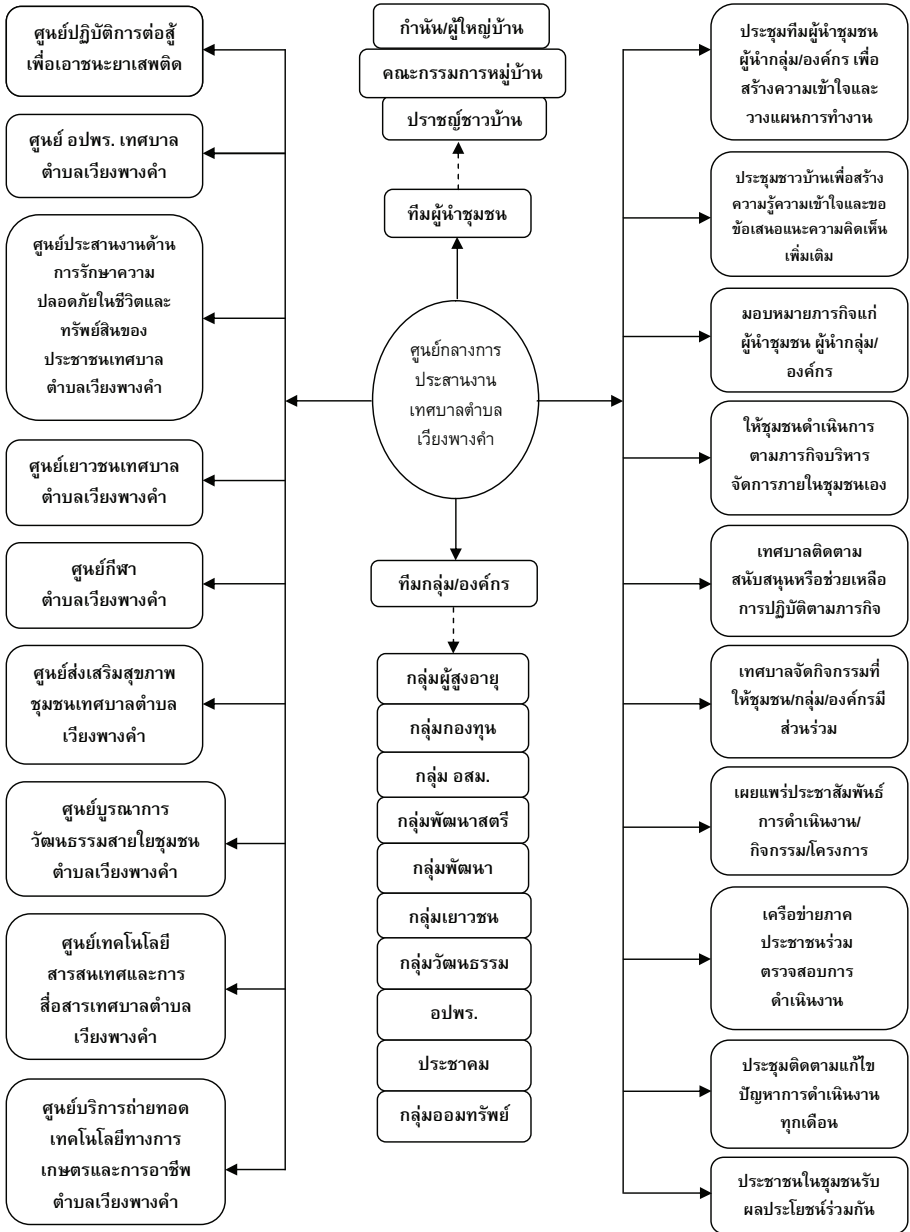 ศูนย์ปฏิบัติการต่อสู้
เพื่อเอาชนะยาเสพติด
ศูนย์ อปพร. เทศบาล
ตำบลเวียงพางคำ
ศูนย์ประสานงานด้าน
การรักษาความ
ปลอดภัยในชีวิตและ
ทรัพย์สินของ
ประชาชนเทศบาล
ตำบลเวียงพางคำ
ศูนย์เยาวชนเทศบาล
ตำบลเวียงพางคำ
ศูนย์กีฬา
ตำบลเวียงพางคำ
ศูนย์ส่งเสริมสุขภาพ
ชุมชนเทศบาลตำบล
เวียงพางคำ
ศูนย์บูรณาการ
วัฒนธรรมสายใยชุมชน
ตำบลเวียงพางคำ
ศูนย์เทคโนโลยี
สารสนเทศและการ
สื่อสารเทศบาลตำบล
เวียงพางคำ
ศูนย์บริการถ่ายทอด
เทคโนโลยีทางการ
เกษตรและการอาชีพ
ตำบลเวียงพางคำ
กำนัน/ผู้ใหญ่บ้าน
คณะกรรมการหมู่บ้าน
ปราชญ์ชาวบ้าน
ทีมผู้นำชุมชน
ศูนย์กลางการ
ประสานงาน
เทศบาลตำบล
เวียงพางคำ
ทีมกลุ่ม/องค์กร
กลุ่มผู้สูงอายุ
กลุ่มกองทุน
กลุ่ม อสม.
กลุ่มพัฒนาสตรี
กลุ่มพัฒนา
กลุ่มเยาวชน
กลุ่มวัฒนธรรม
อปพร.
ประชาคม
กลุ่มออมทรัพย์
ประชุมทีมผู้นำชุมชน
ผู้นำกลุ่ม/องค์กร เพื่อ
สร้างความเข้าใจและ
วางแผนการทำงาน
ประชุมชาวบ้านเพื่อสร้าง
ความรู้ความเข้าใจและขอ
ข้อเสนอแนะความคิดเห็น
เพิ่มเติม
มอบหมายภารกิจแก่
ผู้นำชุมชน ผู้นำกลุ่ม/
องค์กร
ให้ชุมชนดำเนินการ
ตามภารกิจบริหาร
จัดการภายในชุมชนเอง
เทศบาลติดตาม
สนับสนุนหรือช่วยเหลือ
การปฏิบัติตามภารกิจ
เทศบาลจัดกิจกรรมที่
ให้ชุมชน/กลุ่ม/องค์กรมี
ส่วนร่วม
เผยแพร่ประชาสัมพันธ์
การดำเนินงาน/
กิจกรรม/โครงการ
เครือข่ายภาค
ประชาชนร่วม
ตรวจสอบการ
ดำเนินงาน
ประชุมติดตามแก้ไข
ปัญหาการดำเนินงาน
ทุกเดือน
ประชาชนในชุมชนรับ
ผลประโยชน์ร่วมกัน